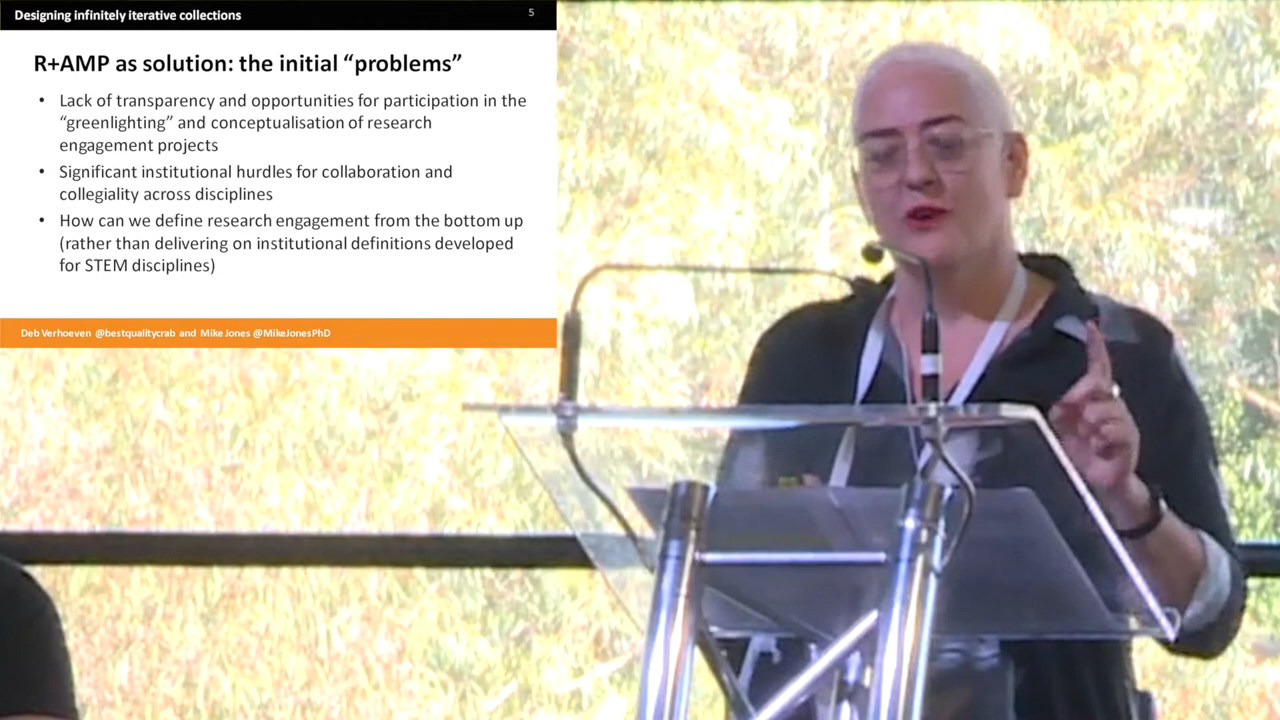 Designing infinitely iterative collections
5
R+AMP as solution: the initial “problems”
• Lack of transparency and opportunities for participation in the
“greenlighting” and conceptualisation of research
engagement projects
• Significant institutional hurdles for collaboration and
collegiality across disciplines
• How can we define research engagement from the bottom up
(rather than delivering on institutional definitions developed
for STEM disciplines)
Deb Verhoeven @bestqualitycrab and Mike Jones @MikeJonesPhD